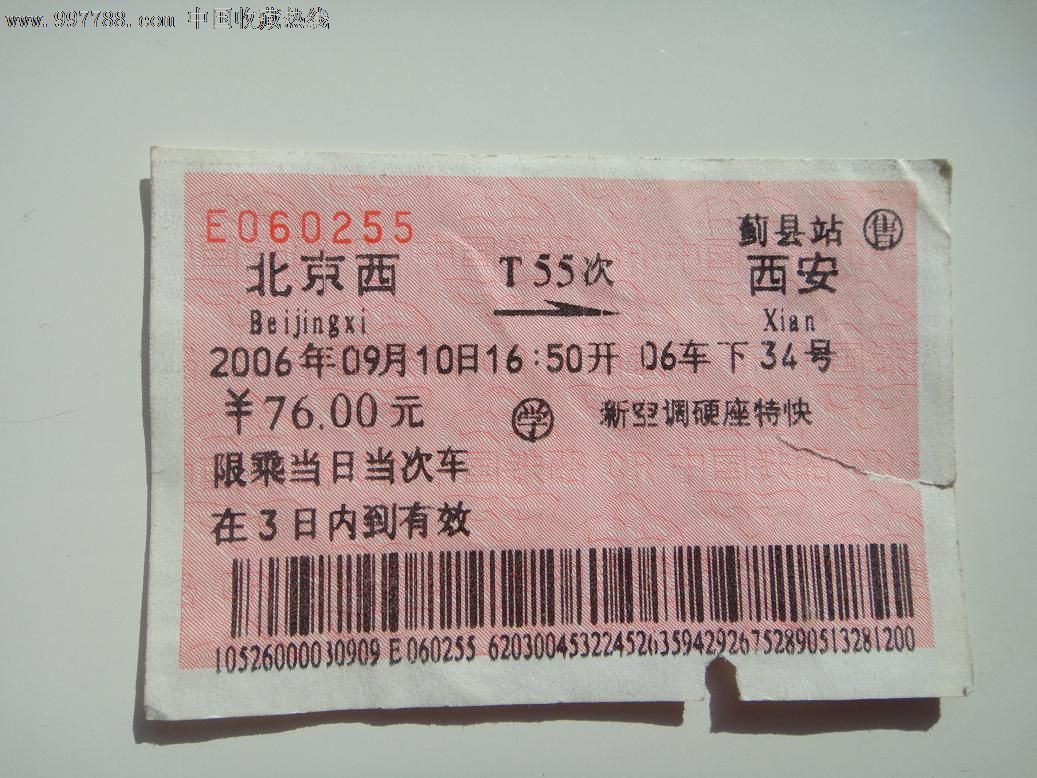 www.997788.com 中国收藏热线
E060255 蓟县站 售
北京西 T55次 西安
Beijingxi Xian
2006年09月10日16:50开 06车下34号
¥76.00元 学 新空调硬座特快
限乘当日当次车
在3日内到有效
10526000030909 E060255 62030045322452635942926752890513281200